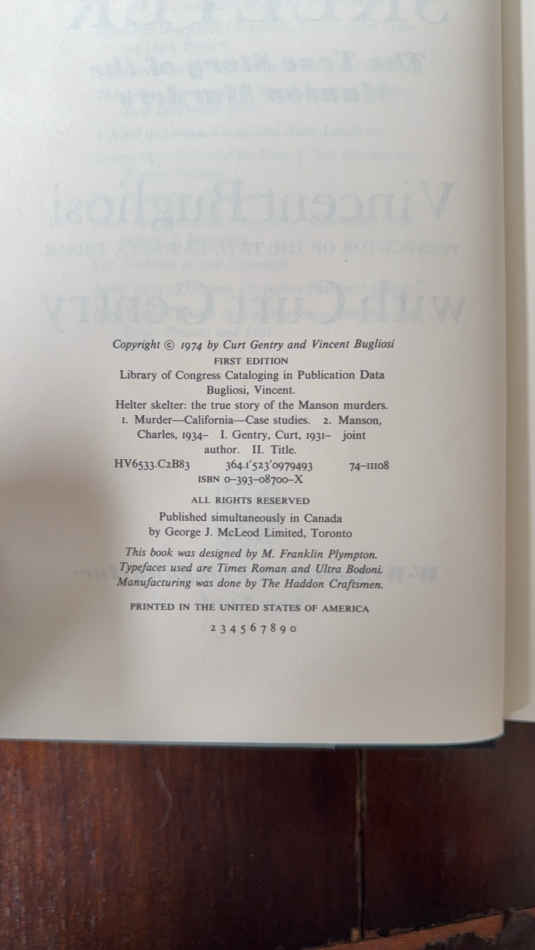 Copyright © 1974 by Curt Gentry and Vincent Bugliosi
FIRST EDITION
Library of Congress Cataloging in Publication Data
Bugliosi, Vincent.
Helter skelter: the true story of the Manson murders.
1. Murder—California—Case studies. 2. Manson,
Charles, 1934– I. Gentry, Curt, 1931– joint
author. II. Title.
HV6533.C2B83 364.1'523'0979493 74-11108
ISBN 0-393-08700-X
ALL RIGHTS RESERVED
Published simultaneously in Canada
by George J. McLeod Limited, Toronto
This book was designed by M. Franklin Plympton.
Typefaces used are Times Roman and Ultra Bodoni.
Manufacturing was done by The Haddon Craftsmen.
PRINTED IN THE UNITED STATES OF AMERICA
2 3 4 5 6 7 8 9 0